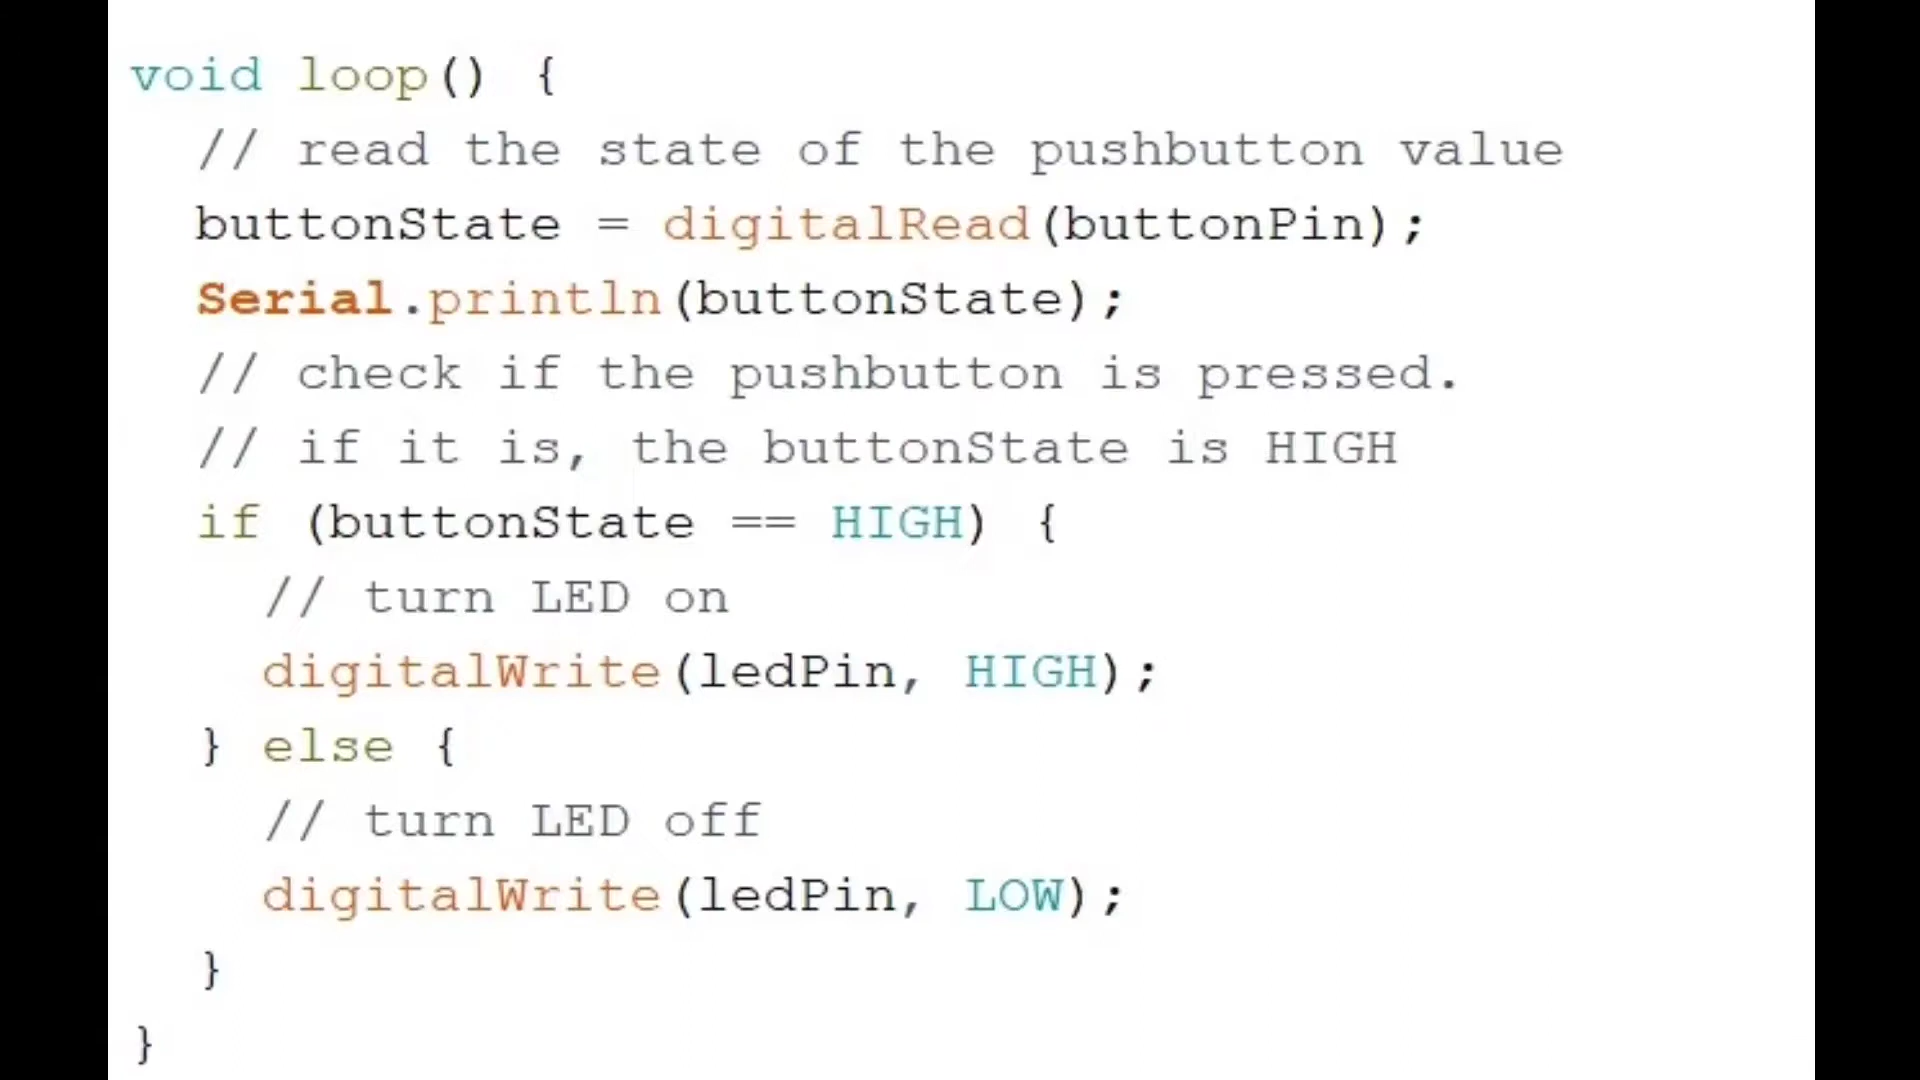 void loop() {
// read the state of the pushbutton value
buttonState = digitalRead(buttonPin);
Serial.println(buttonState);
// check if the pushbutton is pressed.
// if it is, the buttonState is HIGH
if (buttonState == HIGH) {
// turn LED on
digitalWrite(ledPin, HIGH);
} else {
// turn LED off
digitalWrite(ledPin, LOW);
}
}